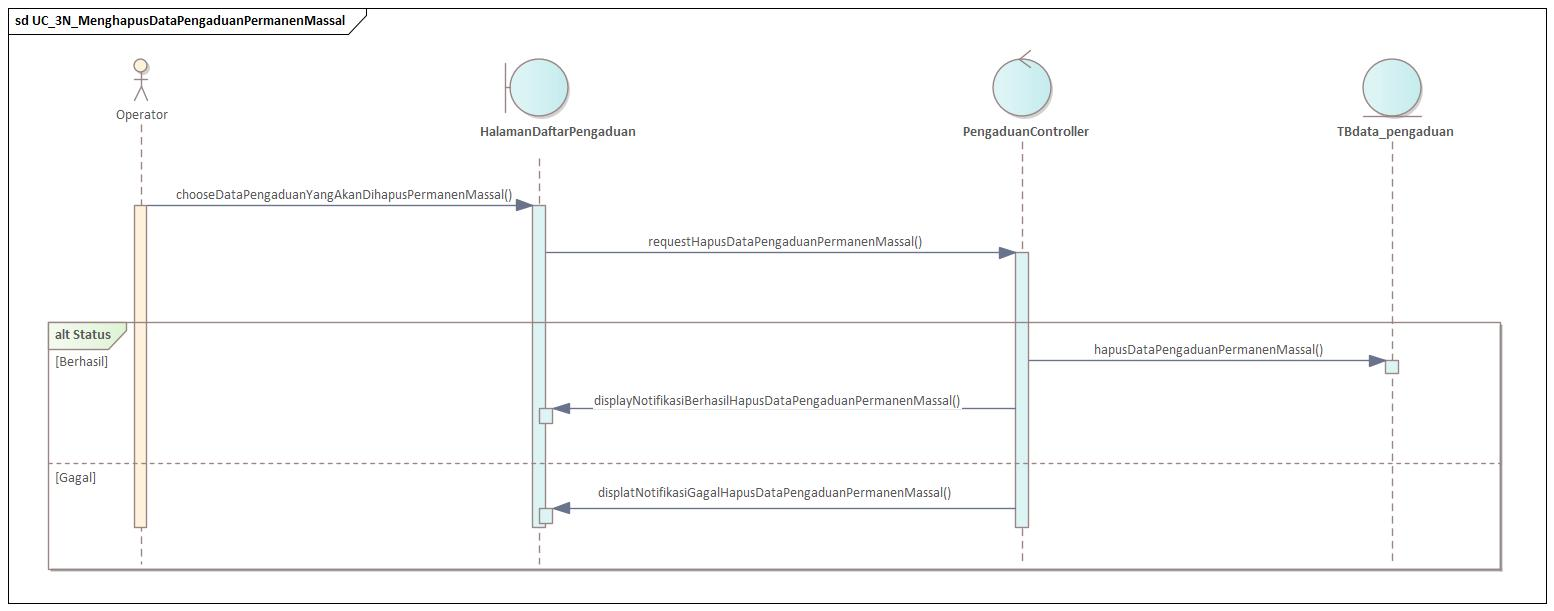 sd UC_3N_MenghapusDataPengaduanPermanenMassal
Operator
HalamanDaftarPengaduan
PengaduanController
TBdata_pengaduan
chooseDataPengaduanYangAkanDihapusPermanenMassal()
requestHapusDataPengaduanPermanenMassal()
alt Status
[Berhasil]
hapusDataPengaduanPermanenMassal()
displayNotifikasiBerhasilHapusDataPengaduanPermanenMassal()
[Gagal]
displatNotifikasiGagalHapusDataPengaduanPermanenMassal()